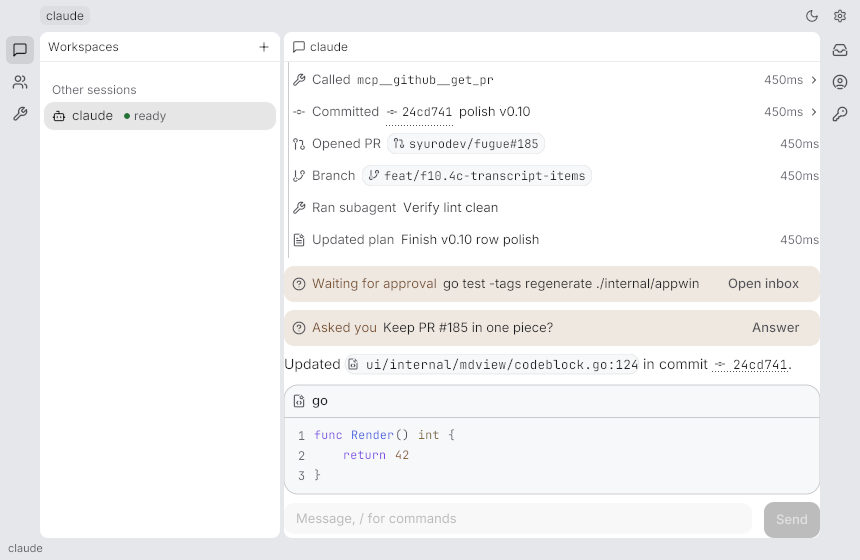 claude
Workspaces
+
Other sessions
claude ready
claude
Called mcp__github__get_pr 450ms
Committed 24cd741 polish v0.10 450ms
Opened PR syurodev/fugue#185 450ms
Branch feat/f10.4c-transcript-items 450ms
Ran subagent Verify lint clean
Updated plan Finish v0.10 row polish 450ms
Waiting for approval go test -tags regenerate ./internal/appwin Open inbox
Asked you Keep PR #185 in one piece? Answer
Updated ui/internal/mdview/codeblock.go:124 in commit 24cd741.
go
1 func Render() int {
2     return 42
3 }
Message, / for commands
Send
claude